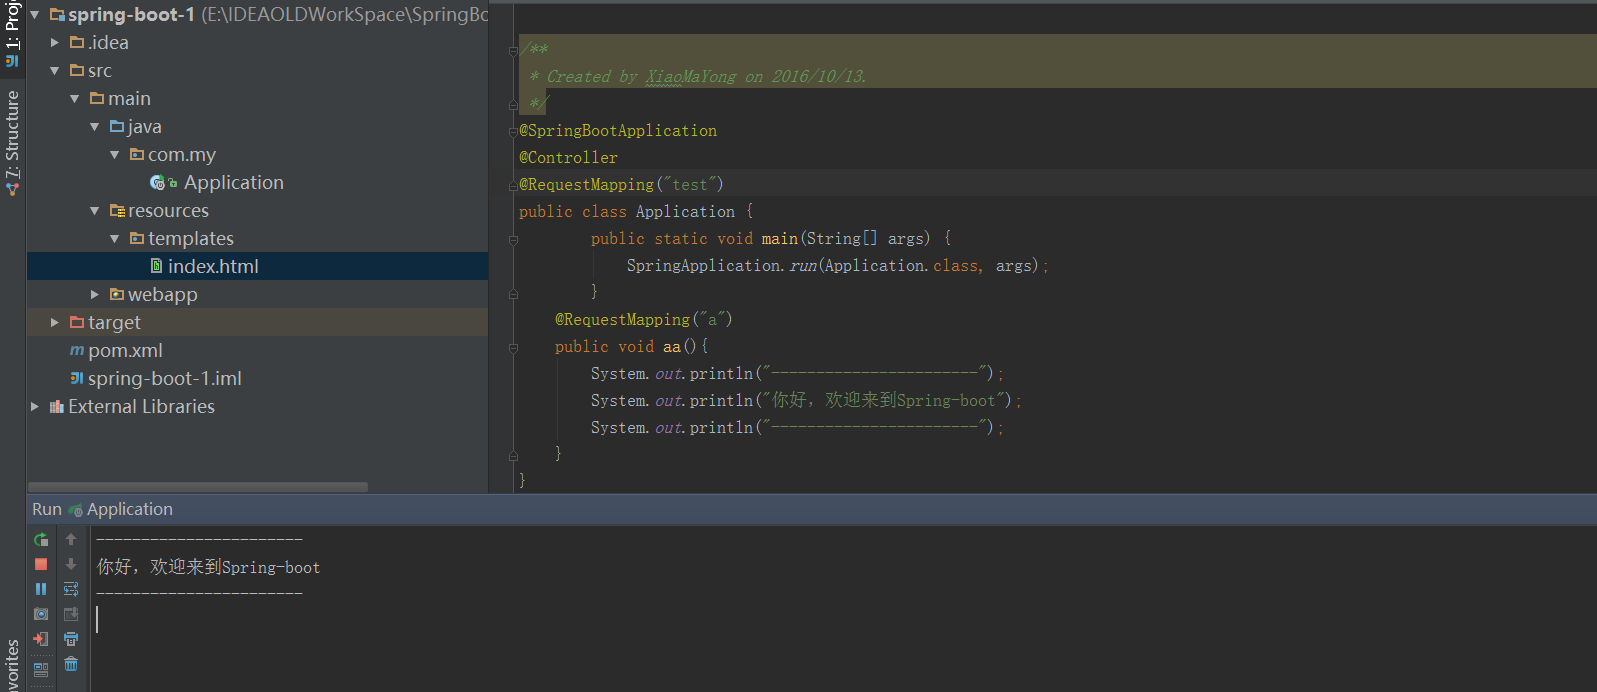 1: Proj
7: Structure
avorites
spring-boot-1 (E:\IDEAOLDWorkSpace\SpringBo
.idea
src
main
java
com.my
Application
resources
templates
index.html
webapp
target
pom.xml
spring-boot-1.iml
External Libraries
/**
* Created by XiaoMaYong on 2016/10/13.
*/
@SpringBootApplication
@Controller
@RequestMapping("test")
public class Application {
public static void main(String[] args) {
SpringApplication.run(Application.class, args);
}
@RequestMapping("a")
public void aa(){
System.out.println("-----------------------");
System.out.println("你好，欢迎来到Spring-boot");
System.out.println("-----------------------");
}
}
Run Application
-----------------------
你好，欢迎来到Spring-boot
-----------------------